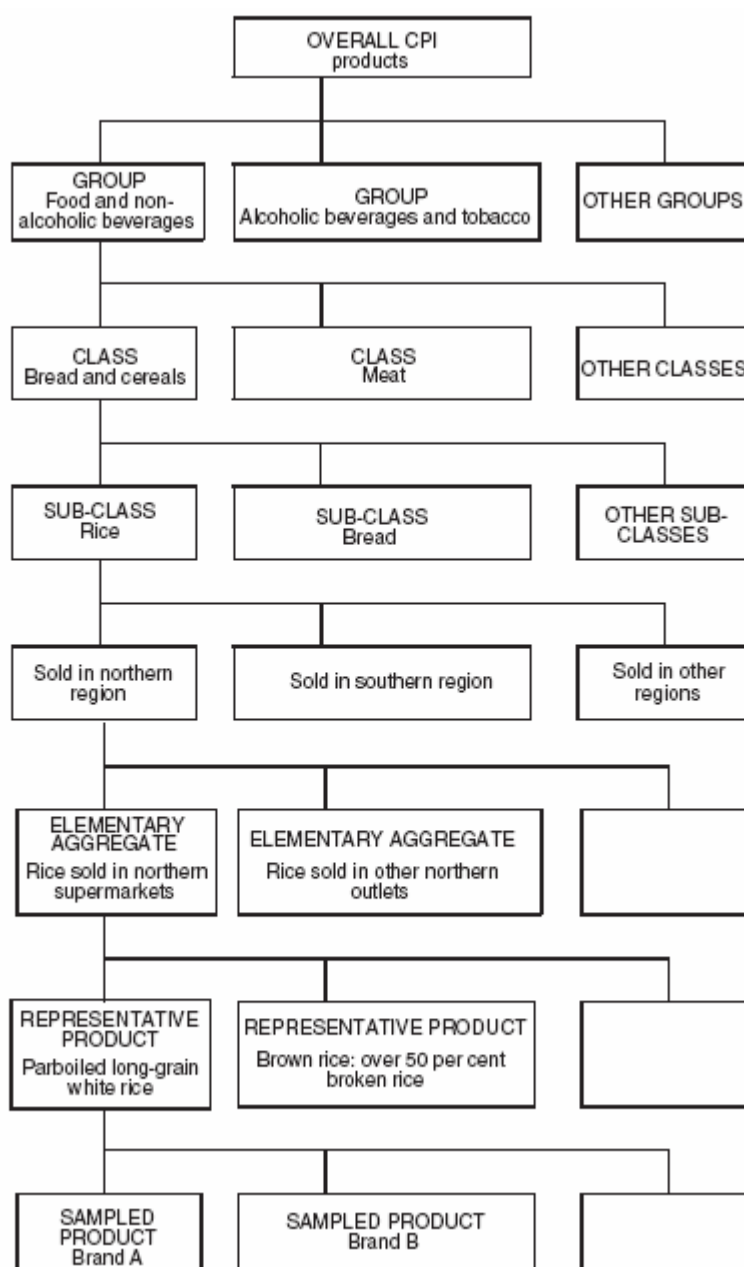 OVERALL CPI
products
GROUP
Food and non-
alcoholic beverages
GROUP
Alcoholic beverages and tobacco
OTHER GROUPS
CLASS
Bread and cereals
CLASS
Meat
OTHER CLASSES
SUB-CLASS
Rice
SUB-CLASS
Bread
OTHER SUB-
CLASSES
Sold in northern
region
Sold in southern region
Sold in other
regions
ELEMENTARY
AGGREGATE
Rice sold in northern
supermarkets
ELEMENTARY AGGREGATE
Rice sold in other northern
outlets
REPRESENTATIVE
PRODUCT
Parboiled long-grain
white rice
REPRESENTATIVE PRODUCT
Brown rice: over 50 per cent
broken rice
SAMPLED
PRODUCT
Brand A
SAMPLED PRODUCT
Brand B